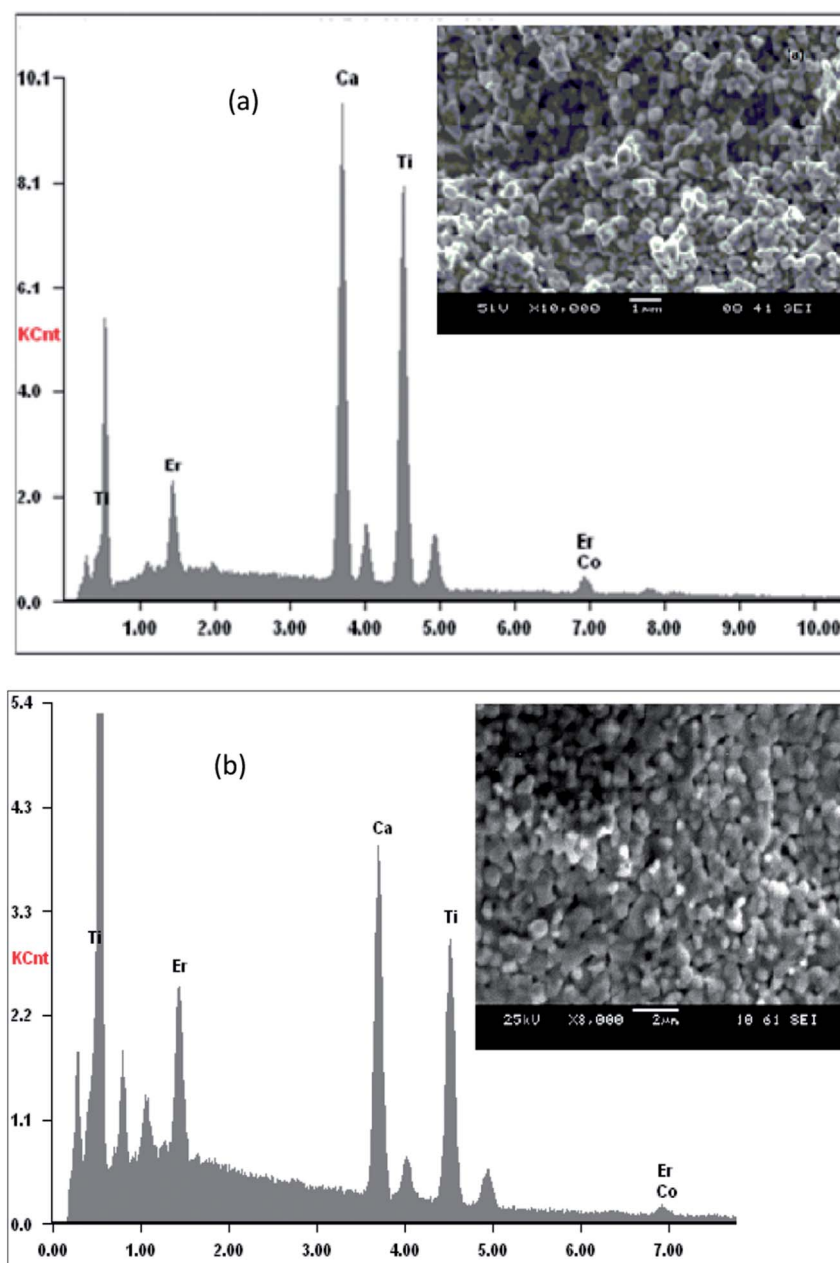 (a)
10.1
8.1
6.1
KCnt
4.0
2.0
0.0
Ca
Ti
Ti
Er
Er
Co
1.00 2.00 3.00 4.00 5.00 6.00 7.00 8.00 9.00 10.00
(a)
5kV X10,000 1μm 00 41 SEI
(b)
5.4
4.3
3.3
KCnt
2.2
1.1
0.0
Ca
Ti
Ti
Er
Er
Co
0.00 1.00 2.00 3.00 4.00 5.00 6.00 7.00
25kV X8,000 2μm 10 61 SEI